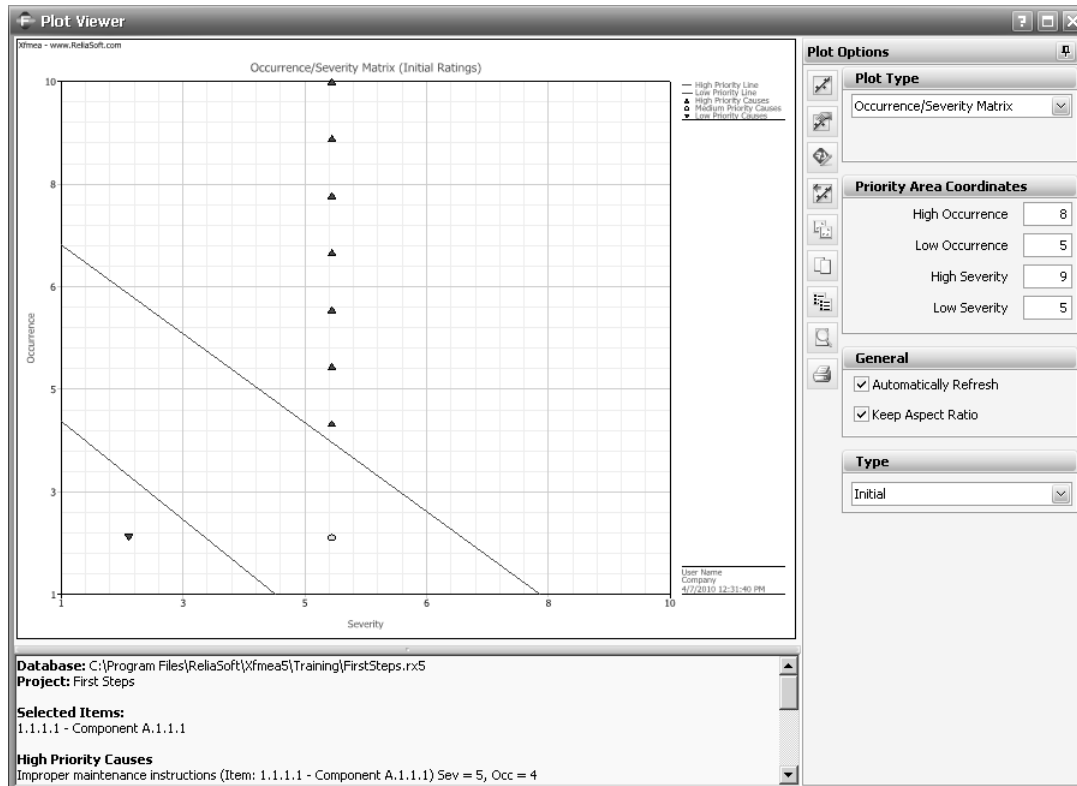 Plot Viewer
Xfmea - www.ReliaSoft.com
Occurrence/Severity Matrix (Initial Ratings)
High Priority Line
Low Priority Line
High Priority Causes
Medium Priority Causes
Low Priority Causes
10
8
6
5
3
1
Occurrence
1
3
5
6
8
10
Severity
User Name
Company
4/7/2010 12:31:40 PM
Plot Options
Plot Type
Occurrence/Severity Matrix
Priority Area Coordinates
High Occurrence 8
Low Occurrence 5
High Severity 9
Low Severity 5
General
Automatically Refresh
Keep Aspect Ratio
Type
Initial
Database: C:\Program Files\ReliaSoft\Xfmea5\Training\FirstSteps.rx5
Project: First Steps
Selected Items:
1.1.1.1 - Component A.1.1.1
High Priority Causes
Improper maintenance instructions (Item: 1.1.1.1 - Component A.1.1.1) Sev = 5, Occ = 4